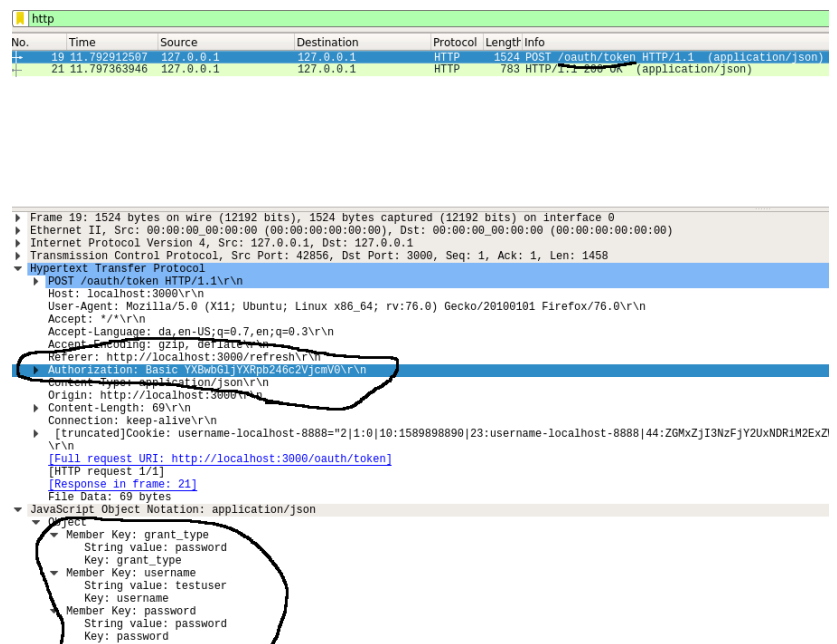 http
No. Time Source Destination Protocol Length Info
19 11.792912507 127.0.0.1 127.0.0.1 HTTP 1524 POST /oauth/token HTTP/1.1 (application/json)
21 11.797363946 127.0.0.1 127.0.0.1 HTTP 783 HTTP/1.1 200 OK (application/json)
Frame 19: 1524 bytes on wire (12192 bits), 1524 bytes captured (12192 bits) on interface 0
Ethernet II, Src: 00:00:00_00:00:00 (00:00:00:00:00:00), Dst: 00:00:00_00:00:00 (00:00:00:00:00:00)
Internet Protocol Version 4, Src: 127.0.0.1, Dst: 127.0.0.1
Transmission Control Protocol, Src Port: 42856, Dst Port: 3000, Seq: 1, Ack: 1, Len: 1458
Hypertext Transfer Protocol
POST /oauth/token HTTP/1.1\r\n
Host: localhost:3000\r\n
User-Agent: Mozilla/5.0 (X11; Ubuntu; Linux x86_64; rv:76.0) Gecko/20100101 Firefox/76.0\r\n
Accept: */*\r\n
Accept-Language: da,en-US;q=0.7,en;q=0.3\r\n
Accept-Encoding: gzip, deflate\r\n
Referer: http://localhost:3000/refresh\r\n
Authorization: Basic YXBwbGljYXRpb246c2VjcmV0\r\n
Content-Type: application/json\r\n
Origin: http://localhost:3000\r\n
Content-Length: 69\r\n
Connection: keep-alive\r\n
[truncated]Cookie: username-localhost-8888="2|1:0|10:1589898890|23:username-localhost-8888|44:ZGMxZjI3NzFjY2UxNDRiM2ExZW
\r\n
[Full request URI: http://localhost:3000/oauth/token]
[HTTP request 1/1]
[Response in frame: 21]
File Data: 69 bytes
JavaScript Object Notation: application/json
Object
Member Key: grant_type
String value: password
Key: grant_type
Member Key: username
String value: testuser
Key: username
Member Key: password
String value: password
Key: password